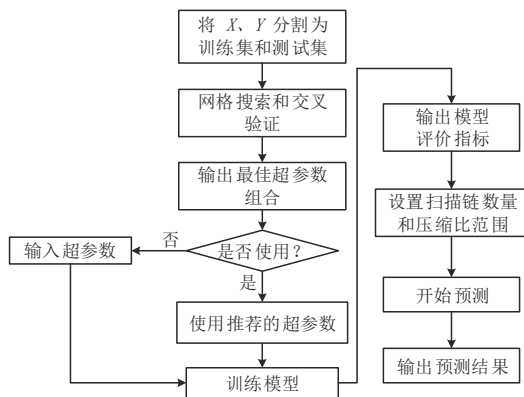 将 X、Y 分割为
训练集和测试集
网格搜索和交叉
验证
输出最佳超参数
组合
是否使用?
否
输入超参数
是
使用推荐的超参数
训练模型
输出模型
评价指标
设置扫描链数量
和压缩比范围
开始预测
输出预测结果